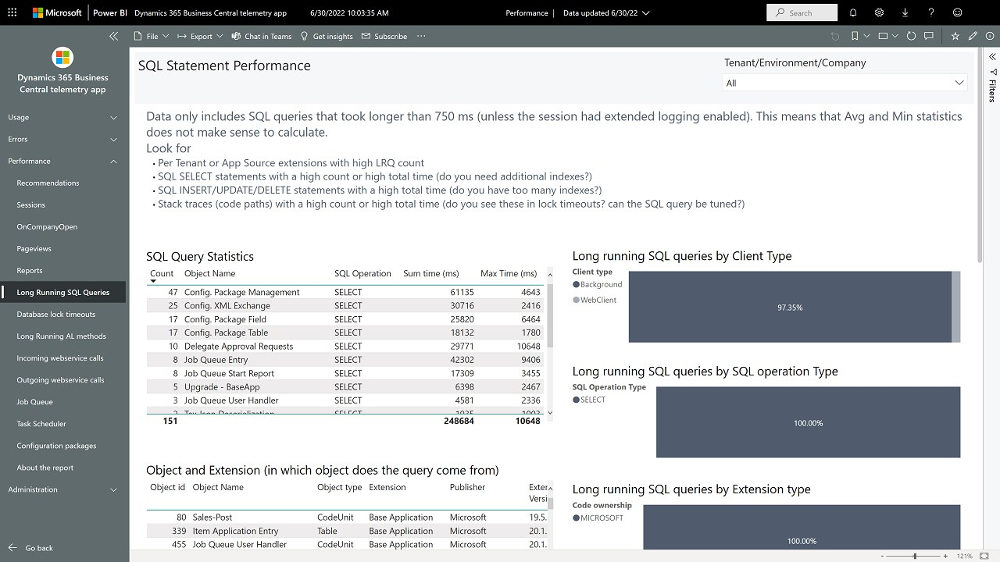 Microsoft Power BI Dynamics 365 Business Central telemetry app 6/30/2022 10:03:35 AM Performance | Data updated 6/30/22 Search
File Export Chat in Teams Get insights Subscribe ...
Dynamics 365 Business
Central telemetry app
Usage
Errors
Performance
Recommendations
Sessions
OnCompanyOpen
Pageviews
Reports
Long Running SQL Queries
Database lock timeouts
Long Running AL methods
Incoming webservice calls
Outgoing webservice calls
Job Queue
Task Scheduler
Configuration packages
About the report
Administration
Go back
SQL Statement Performance
Tenant/Environment/Company
All
Filters
Data only includes SQL queries that took longer than 750 ms (unless the session had extended logging enabled). This means that Avg and Min statistics
does not make sense to calculate.
Look for
• Per Tenant or App Source extensions with high LRQ count
• SQL SELECT statements with a high count or high total time (do you need additional indexes?)
• SQL INSERT/UPDATE/DELETE statements with a high total time (do you have too many indexes?)
• Stack traces (code paths) with a high count or high total time (do you see these in lock timeouts? can the SQL query be tuned?)
SQL Query Statistics
Count Object Name SQL Operation Sum time (ms) Max Time (ms)
47 Config. Package Management SELECT 61135 4643
25 Config. XMLExchange SELECT 30716 2416
17 Config. Package Field SELECT 25820 6464
17 Config. Package Table SELECT 18132 1780
10 Delegate Approval Requests SELECT 29771 10648
8 Job Queue Entry SELECT 42302 9406
8 Job Queue Start Report SELECT 17309 3455
5 Upgrade - BaseApp SELECT 6398 2467
3 Job Queue User Handler SELECT 4581 2336
151 248684 10648
Long running SQL queries by Client Type
Client type
Background
WebClient
97.35%
Long running SQL queries by SQL operation Type
SQL Operation Type
SELECT
100.00%
Object and Extension (in which object does the query come from)
Object id Object Name Object type Extension Publisher Exter
Versi
80 Sales-Post CodeUnit Base Application Microsoft 19.5.
339 Item Application Entry Table Base Application Microsoft 20.1.
455 Job Queue User Handler CodeUnit Base Application Microsoft 20.1.
Long running SQL queries by Extension type
Code ownership
MICROSOFT
100.00%
- + 121%